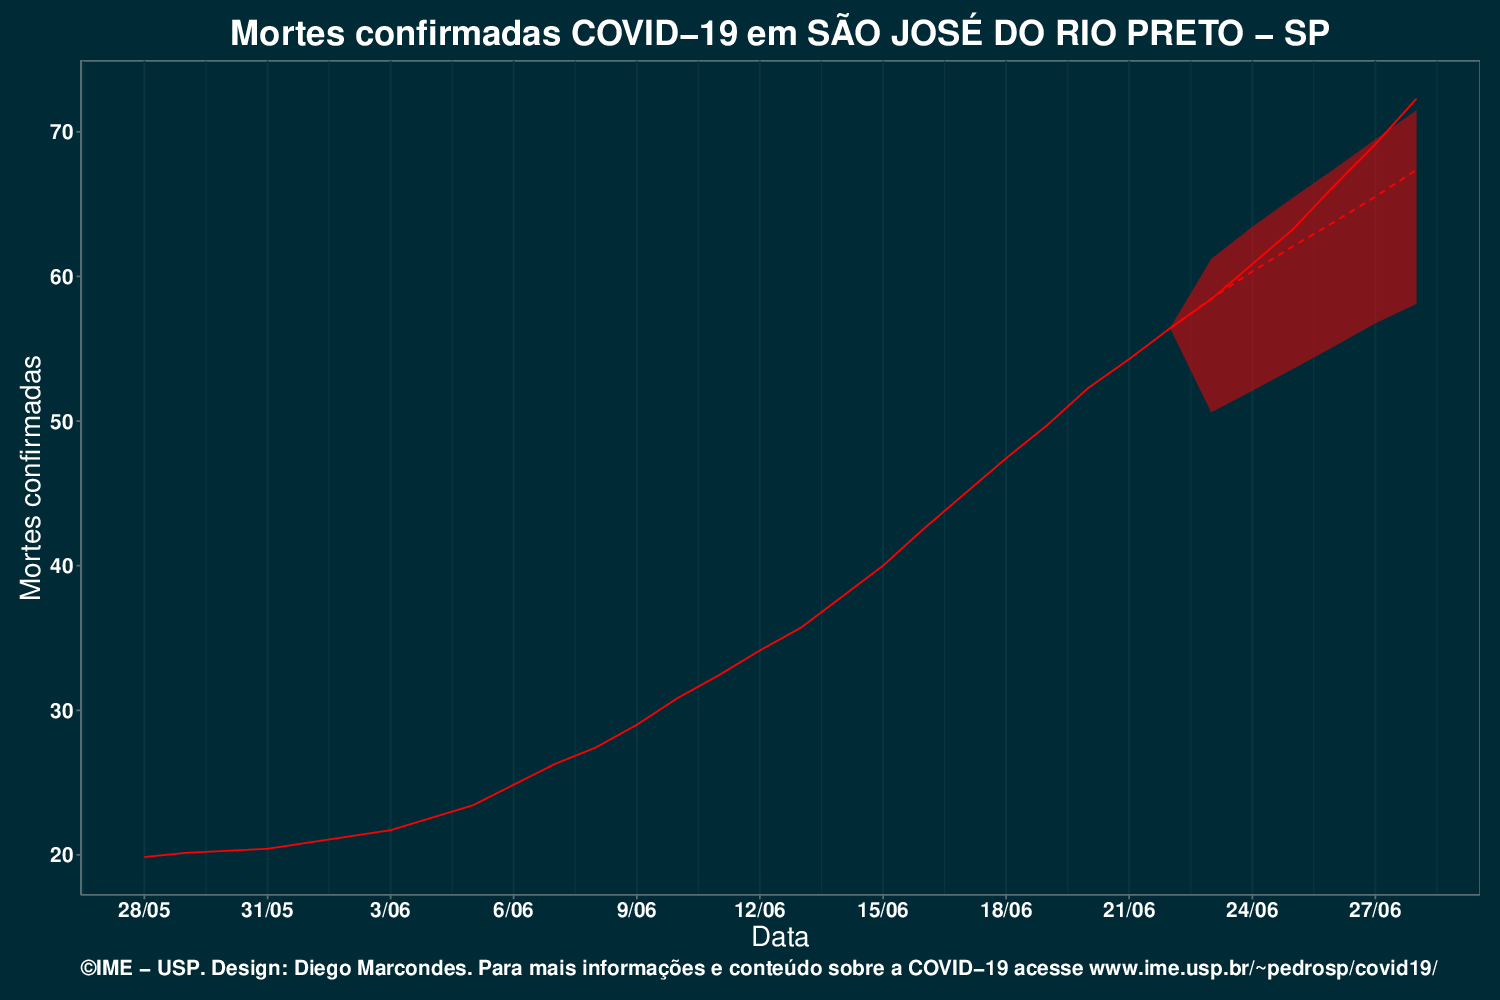 Mortes confirmadas COVID−19 em SÃO JOSÉ DO RIO PRETO − SP
Mortes confirmadas
70
60
50
40
30
20
28/05 31/05 3/06 6/06 9/06 12/06 15/06 18/06 21/06 24/06 27/06
Data
©IME − USP. Design: Diego Marcondes. Para mais informações e conteúdo sobre a COVID−19 acesse www.ime.usp.br/~pedrosp/covid19/